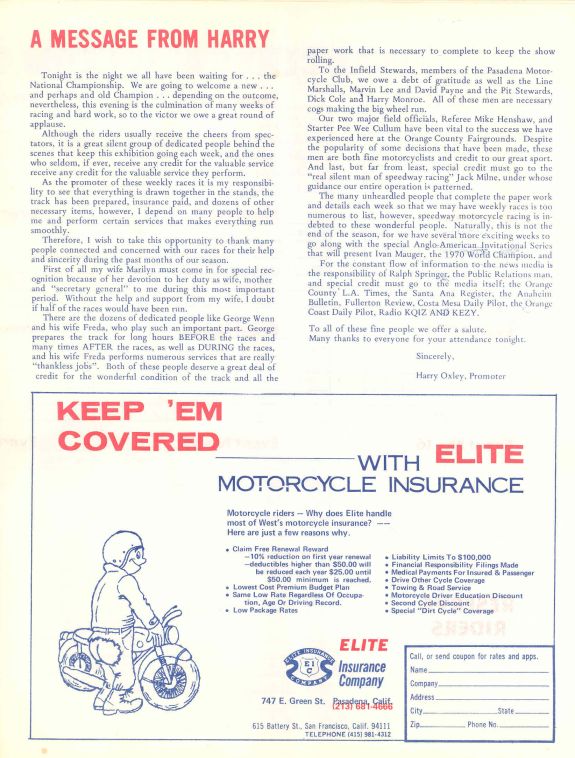 A MESSAGE FROM HARRY
Tonight is the night we all have been waiting for . . . the
National Championship. We are going to welcome a new . . .
and perhaps and old Champion . . . depending on the outcome,
nevertheless, this evening is the culmination of many weeks of
racing and hard work, so to the victor we owe a great round of
applause.
Although the riders usually receive the cheers from spec-
tators, it is a great silent group of dedicated people behind the
scenes that keep this exhibition going each week, and the ones
who seldom, if ever, receive any credit for the valuable service
receive any credit for the valuable service they perform.
As the promoter of these weekly races it is my responsibi-
lity to see that everything is drawn together in the stands, the
track has been prepared, insurance paid, and dozens of other
necessary items, however, I depend on many people to help
me and perform certain services that makes everything run
smoothly.
Therefore, I wish to take this opportunity to thank many
people connected and concerned with our races for their help
and sincerity during the past months of our season.
First of all my wife Marilyn must come in for special rec-
ognition because of her devotion to her duty as wife, mother
and "secretary general" to me during this most important
period. Without the help and support from my wife, I doubt
if half of the races would have been run.
There are the dozens of dedicated people like George Wenn
and his wife Freda, who play such an important part. George
prepares the track for long hours BEFORE the races and
many times AFTER the races, as well as DURING the races,
and his wife Freda performs numerous services that are really
"thankless jobs". Both of these people deserve a great deal of
credit for the wonderful condition of the track and all the
paper work that is necessary to complete to keep the show
rolling.
To the Infield Stewards, members of the Pasadena Motor-
cycle Club, we owe a debt of gratitude as well as the Line
Marshalls, Marvin Lee and David Payne and the Pit Stewards,
Dick Cole and Harry Monroe. All of these men are necessary
cogs making the big wheel run.
Our two major field officials, Referee Mike Henshaw, and
Starter Pee Wee Cullum have been vital to the success we have
experienced here at the Orange County Fairgrounds. Despite
the popularity of some decisions that have been made, these
men are both fine motorcyclists and credit to our great sport.
And last, but far from least, special credit must go to the
"real silent man of speedway racing" Jack Milne, under whose
guidance our entire operation is patterned.
The many unheardled people that complete the paper work
and details each week so that we may have weekly races is too
numerous to list, however, speedway motorcycle racing is in-
debted to these wonderful people. Naturally, this is not the
end of the season, for we have several more exciting weeks to
go along with the special Anglo-American Invitational Series
that will present Ivan Mauger, the 1970 World Champion, and
For the constant flow of information to the news media is
the responsibility of Ralph Springer, the Public Relations man,
and special credit must go to the media itself; the Orange
County L.A. Times, the Santa Ana Register, the Anaheim
Bulletin, Fullerton Review, Costa Mesa Daily Pilot, the Orange
Coast Daily Pilot, Radio KQIZ AND KEZY.
To all of these fine people we offer a salute.
Many thanks to everyone for your attendance tonight.
Sincerely,
Harry Oxley, Promoter
KEEP 'EM
COVERED
WITH ELITE
MOTORCYCLE INSURANCE
Motorcycle riders — Why does Elite handle
most of West's motorcycle insurance? ——
Here are just a few reasons why.
• Claim Free Renewal Reward
—10% reduction on first year renewal
—deductibles higher than $50.00 will
be reduced each year $25.00 until
$50.00 minimum is reached.
• Lowest Cost Premium Budget Plan
• Same Low Rate Regardless Of Occupa-
tion, Age Or Driving Record.
• Low Package Rates
• Liability Limits To $100,000
• Financial Responsibility Filings Made
• Medical Payments For Insured & Passenger
• Drive Other Cycle Coverage
• Towing & Road Service
• Motorcycle Driver Education Discount
• Second Cycle Discount
• Special "Dirt Cycle" Coverage
ELITE INSURANCE
EIC
COMPANY
ELITE
Insurance
Company
747 E. Green St. Pasadena, Calif.
(213) 681-4666
615 Battery St., San Francisco, Calif. 94111
TELEPHONE (415) 981-4312
Call, or send coupon for rates and apps.
Name
Company
Address
City State
Zip Phone No.